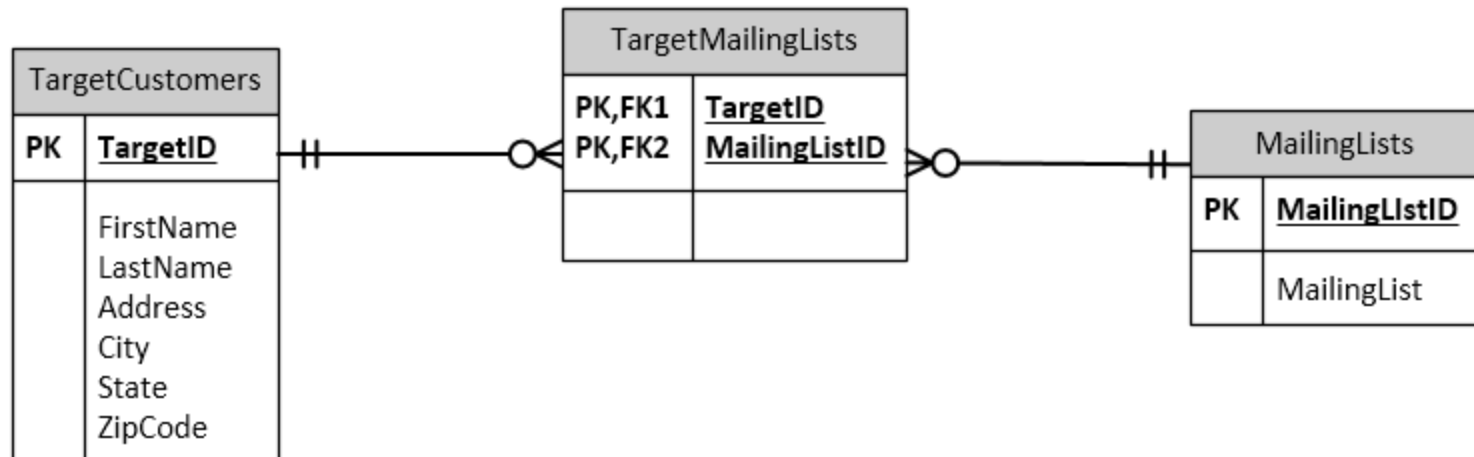 TargetCustomers
PK TargetID
FirstName
LastName
Address
City
State
ZipCode
TargetMailingLists
PK,FK1 TargetID
PK,FK2 MailingListID
MailingLists
PK MailingLIstID
MailingList